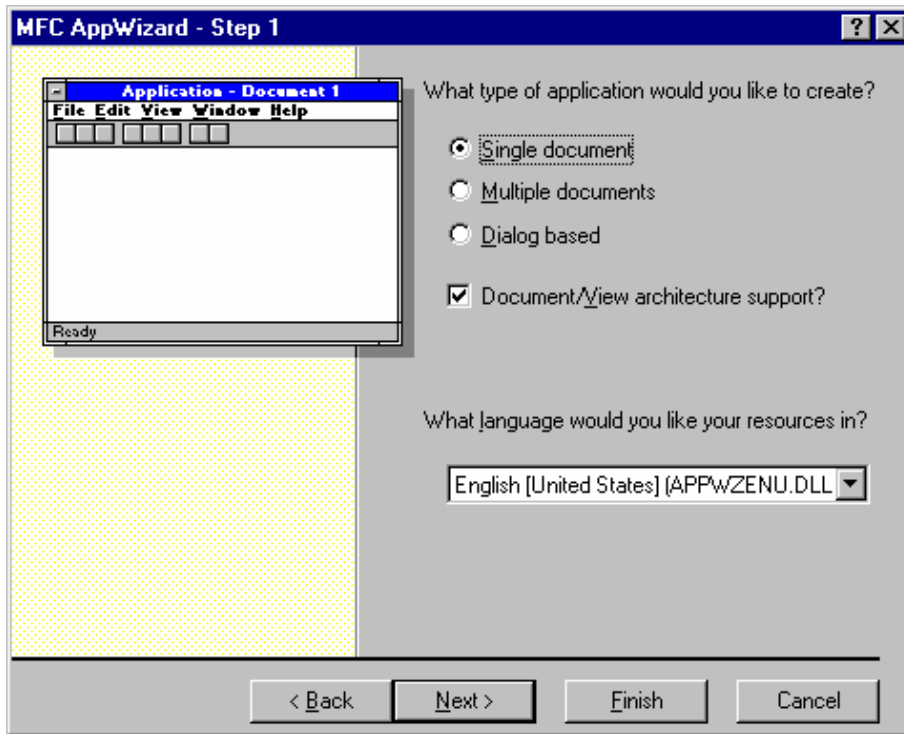 MFC AppWizard - Step 1
Application - Document 1
File Edit View Window Help
Ready
What type of application would you like to create?
Single document
Multiple documents
Dialog based
Document/View architecture support?
What language would you like your resources in?
English [United States] (APPWZENU.DLL
< Back
Next >
Finish
Cancel